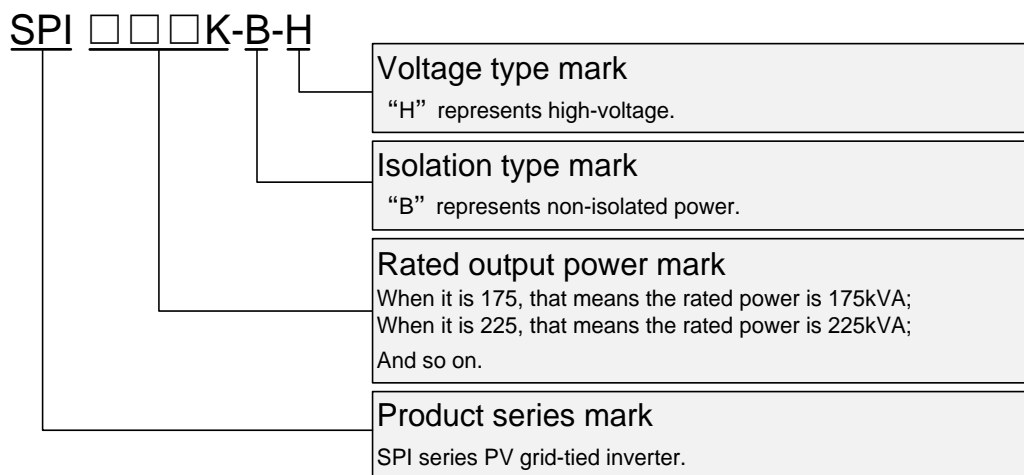 SPI □□□K-B-H
Voltage type mark
“H” represents high-voltage.
Isolation type mark
“B” represents non-isolated power.
Rated output power mark
When it is 175, that means the rated power is 175kVA;
When it is 225, that means the rated power is 225kVA;
And so on.
Product series mark
SPI series PV grid-tied inverter.